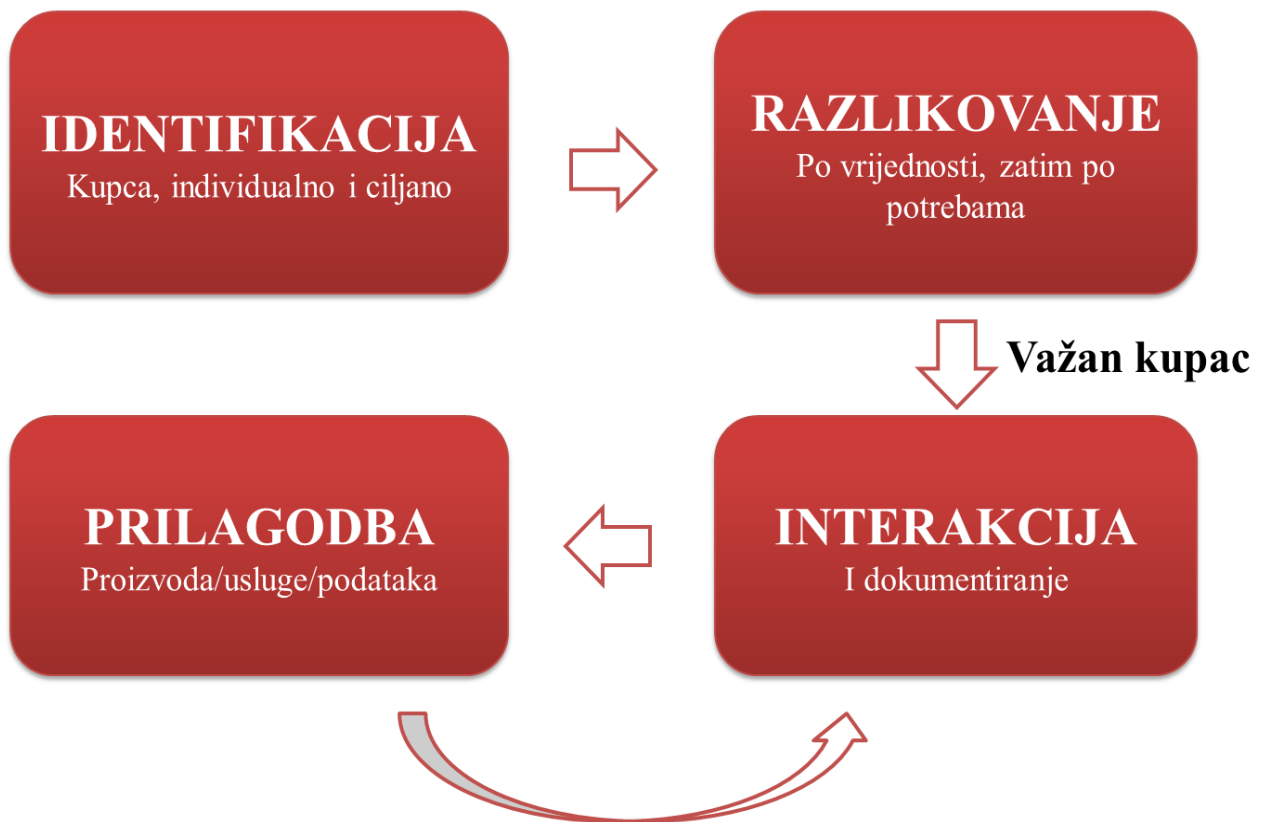 IDENTIFIKACIJA
Kupca, individualno i ciljano
RAZLIKOVANJE
Po vrijednosti, zatim po
potrebama
Važan kupac
PRILAGODBA
Proizvoda/usluge/podataka
INTERAKCIJA
I dokumentiranje